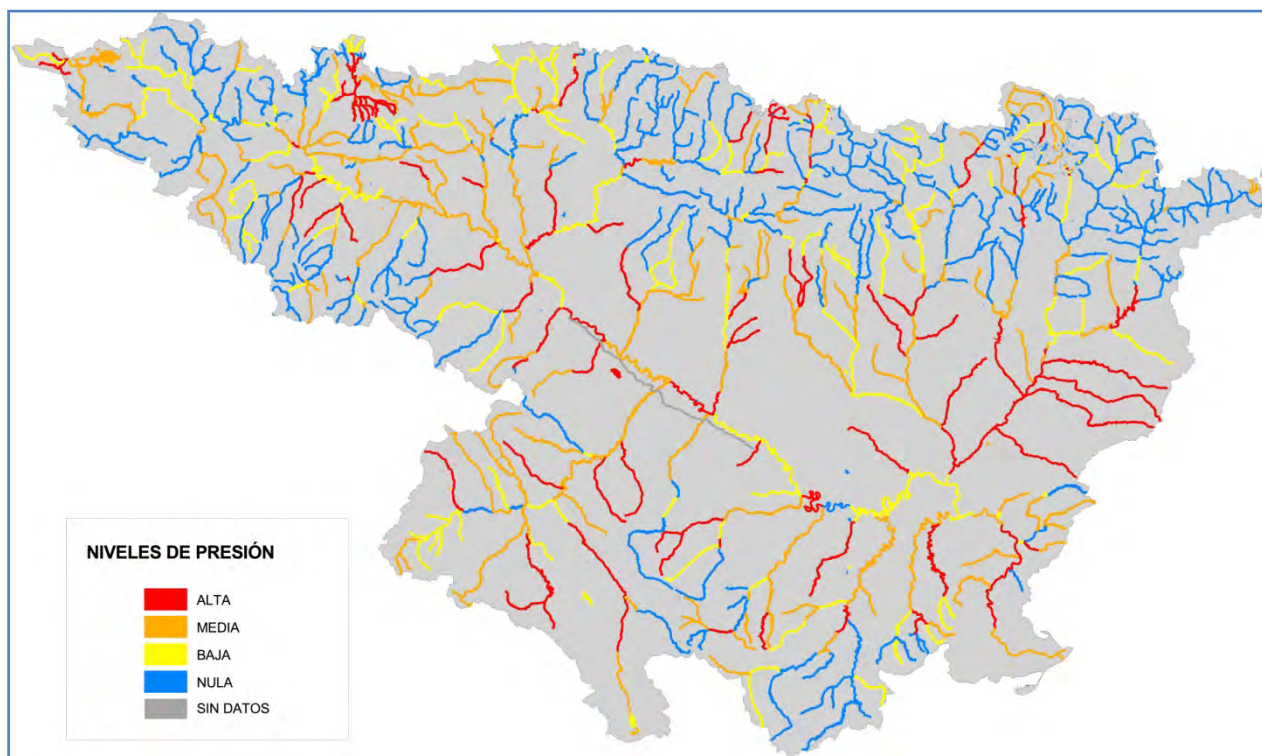 NIVELES DE PRESIÓN
ALTA
MEDIA
BAJA
NULA
SIN DATOS